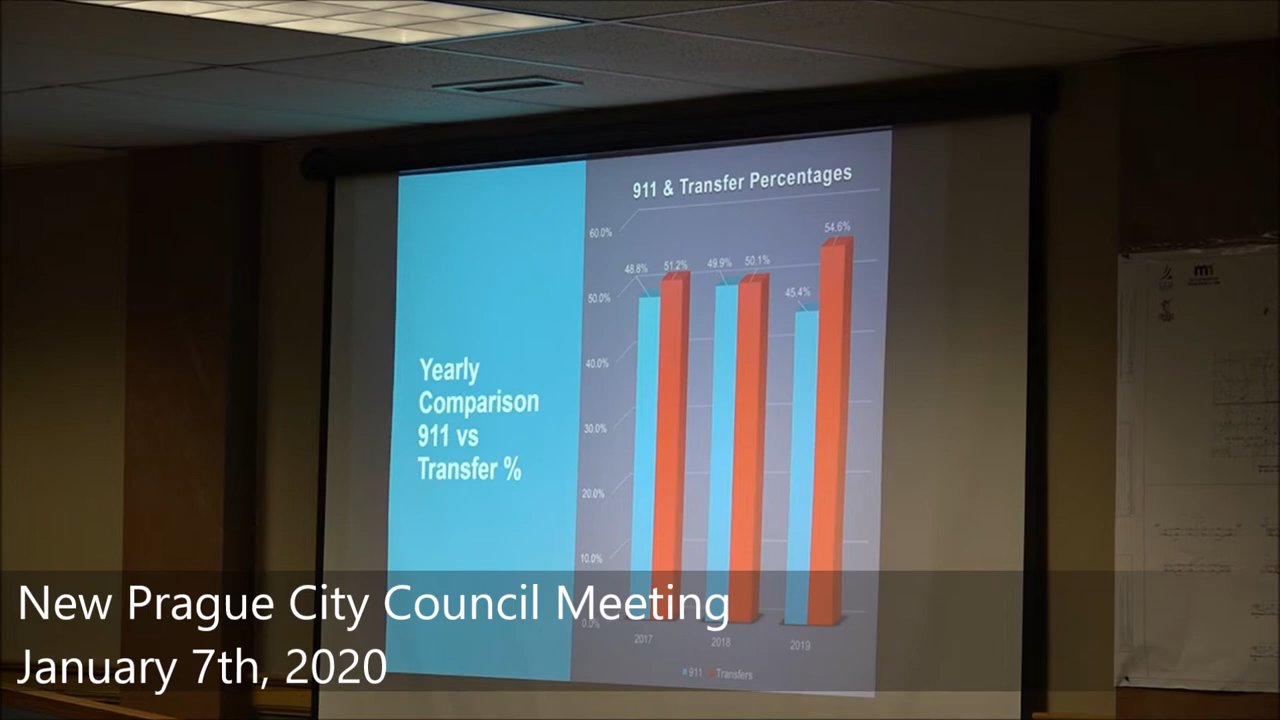 911 & Transfer Percentages
Yearly
Comparison
911 vs
Transfer %
60.0%
50.0%
40.0%
30.0%
20.0%
10.0%
0.0%
48.8%
51.2%
49.9%
50.1%
45.4%
54.6%
2017
2018
2019
911
Transfers
New Prague City Council Meeting
January 7th, 2020